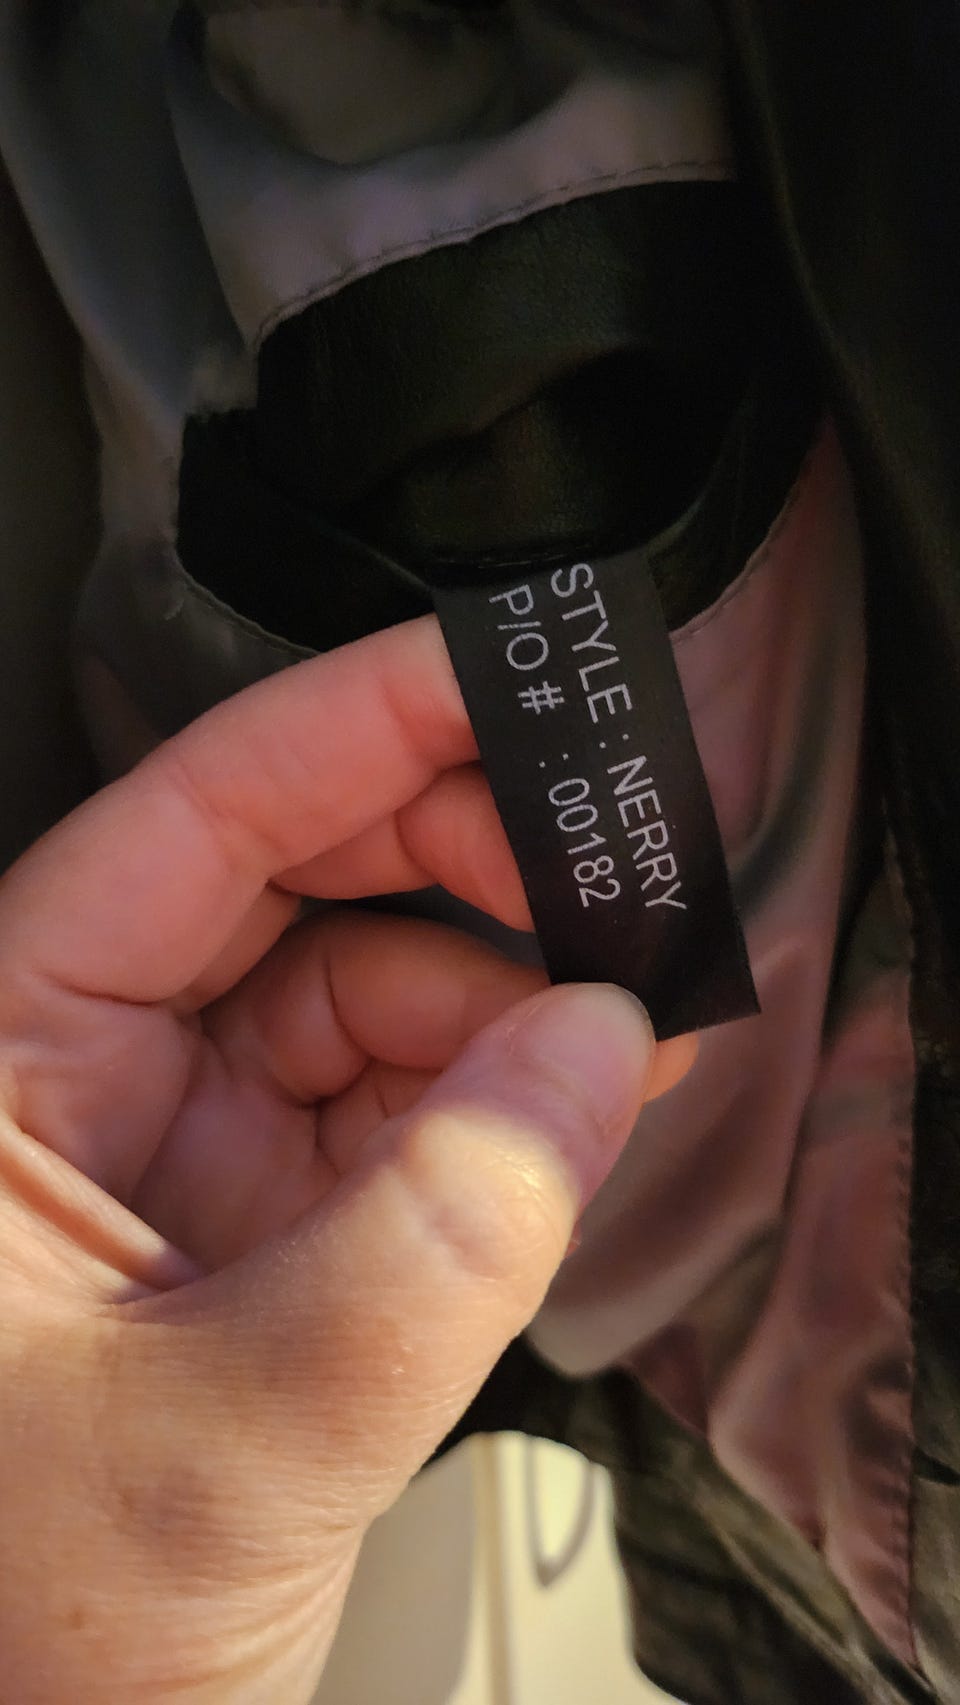 STYLE : NERRY
P/O # : 00182